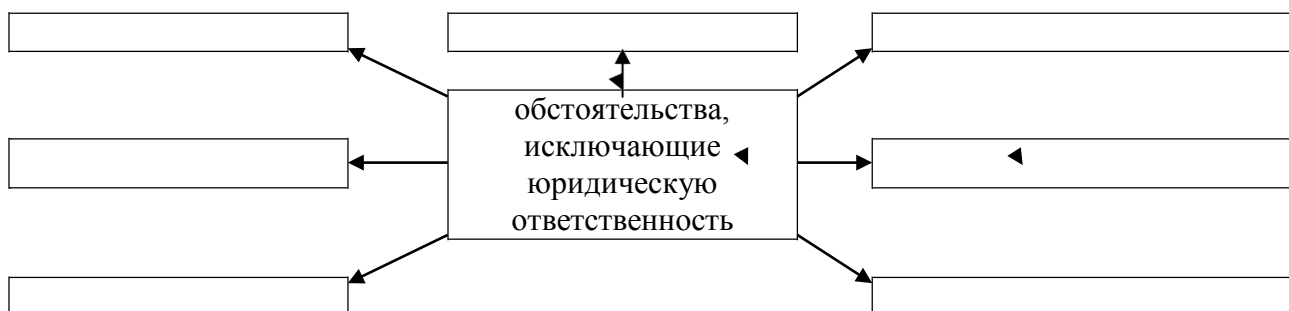 обстоятельства,
исключающие
юридическую
ответственность